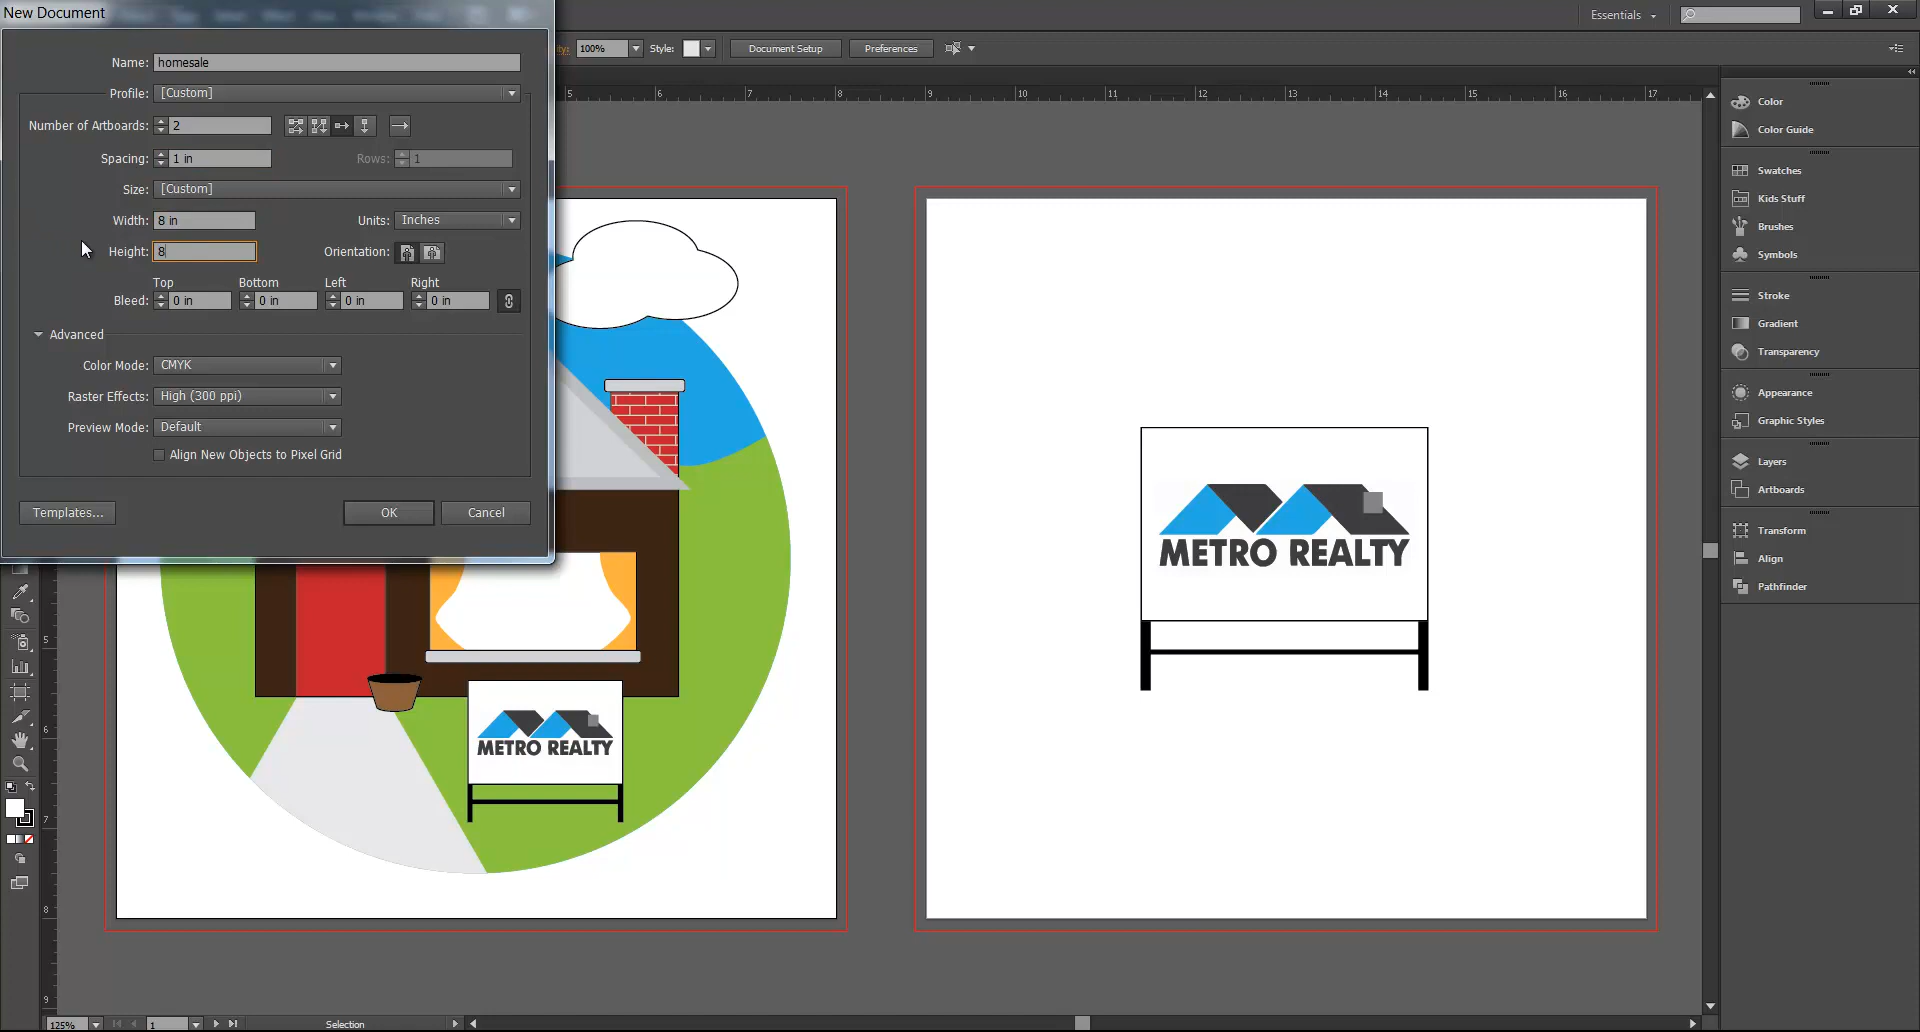 New Document
Name: homesale
Profile: [Custom]
Number of Artboards: 2
Spacing: 1 in Rows: 1
Size: [Custom]
Width: 8 in Units: Inches
Height: 8 Orientation:
Top Bottom Left Right
Bleed: 0 in 0 in 0 in 0 in
Advanced
Color Mode: CMYK
Raster Effects: High (300 ppi)
Preview Mode: Default
Align New Objects to Pixel Grid
Templates... OK Cancel
100% Style: Document Setup Preferences
Essentials
5 6 7 8 9 10 11 12 13 14 15 16 17
5
6
7
8
9
METRO REALTY
METRO REALTY
Color
Color Guide
Swatches
Kids Stuff
Brushes
Symbols
Stroke
Gradient
Transparency
Appearance
Graphic Styles
Layers
Artboards
Transform
Align
Pathfinder
125% 1 Selection